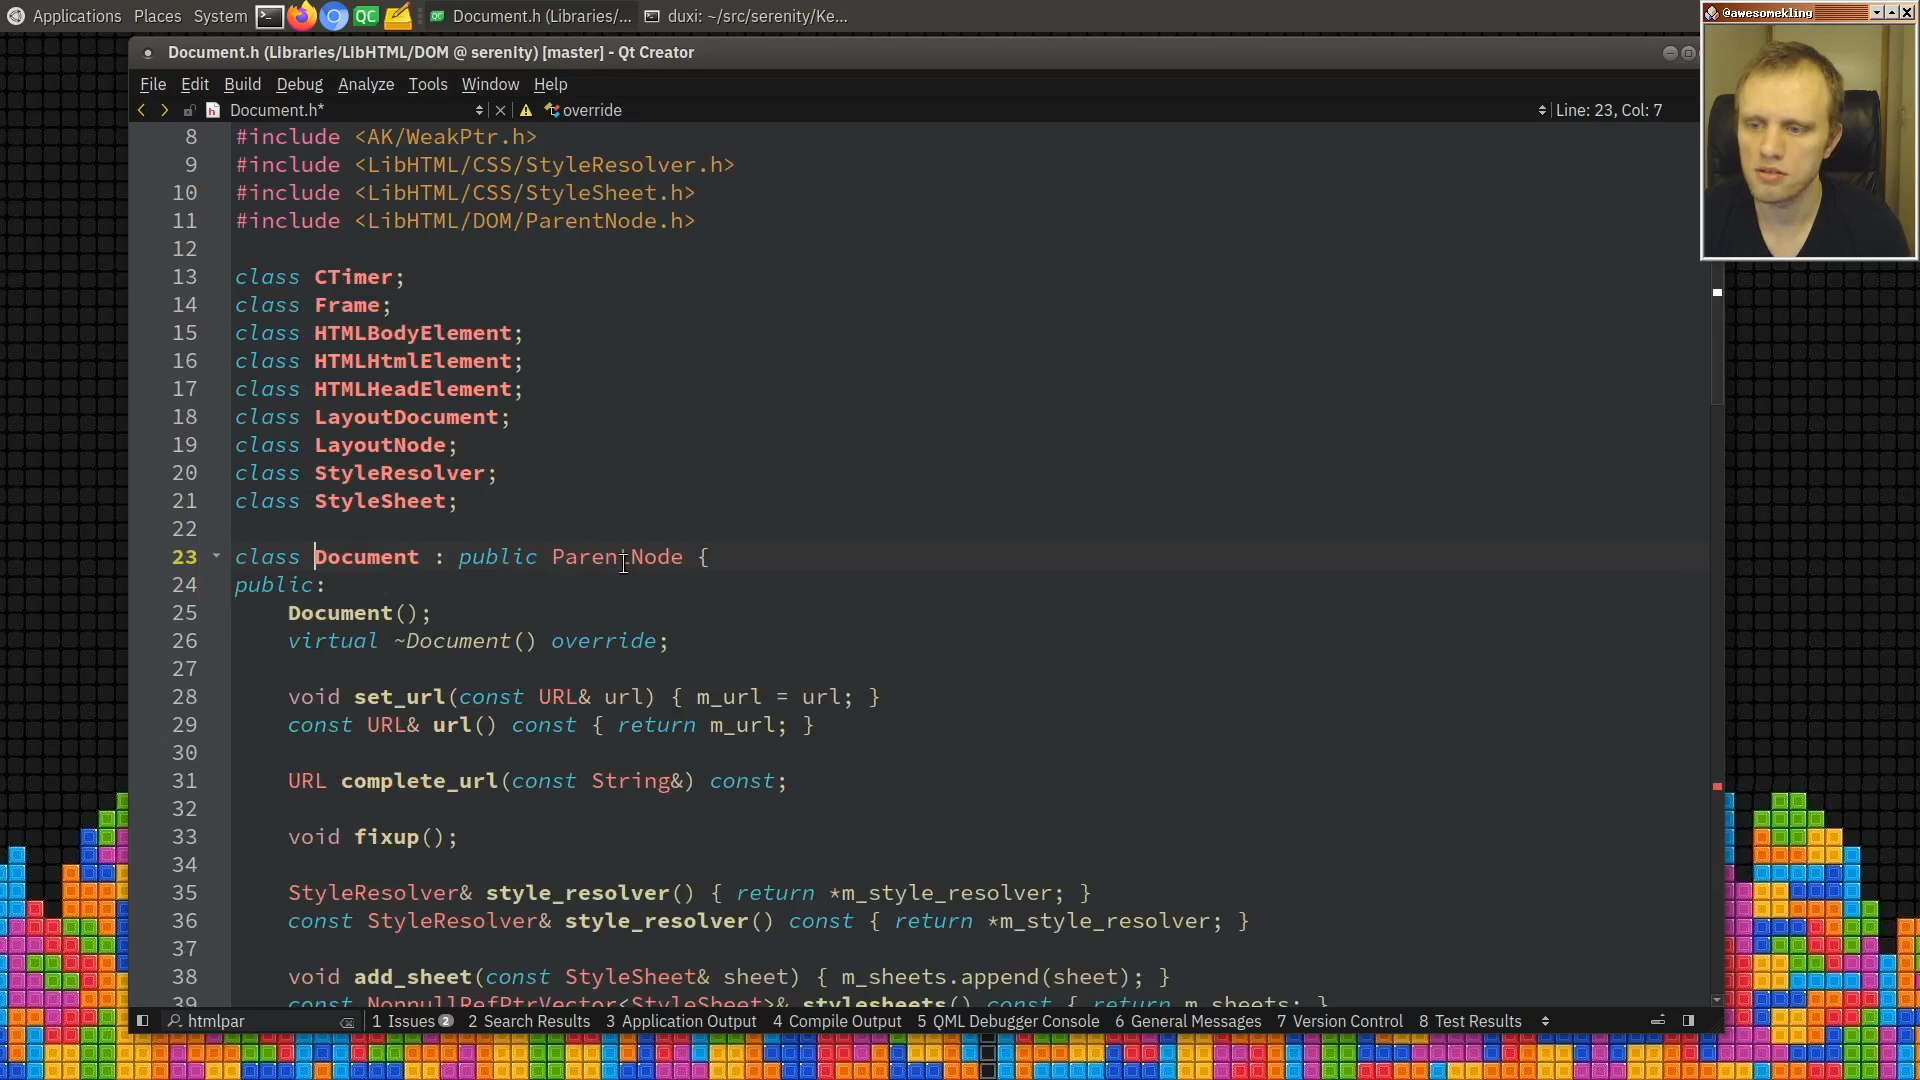 Applications Places System Document.h (Libraries/... duxi: ~/src/serenity/Ke...
@awesomekling
Document.h (Libraries/LibHTML/DOM @ serenity) [master] - Qt Creator
File Edit Build Debug Analyze Tools Window Help
Document.h* override Line: 23, Col: 7
8 #include <AK/WeakPtr.h>
9 #include <LibHTML/CSS/StyleResolver.h>
10 #include <LibHTML/CSS/StyleSheet.h>
11 #include <LibHTML/DOM/ParentNode.h>
12
13 class CTimer;
14 class Frame;
15 class HTMLBodyElement;
16 class HTMLHtmlElement;
17 class HTMLHeadElement;
18 class LayoutDocument;
19 class LayoutNode;
20 class StyleResolver;
21 class StyleSheet;
22
23 class Document : public ParentNode {
24 public:
25 Document();
26 virtual ~Document() override;
27
28 void set_url(const URL& url) { m_url = url; }
29 const URL& url() const { return m_url; }
30
31 URL complete_url(const String&) const;
32
33 void fixup();
34
35 StyleResolver& style_resolver() { return *m_style_resolver; }
36 const StyleResolver& style_resolver() const { return *m_style_resolver; }
37
38 void add_sheet(const StyleSheet& sheet) { m_sheets.append(sheet); }
39 const NonnullRefPtrVector<StyleSheet>& stylesheets() const { return m_sheets; }
htmlpar 1 Issues 2 2 Search Results 3 Application Output 4 Compile Output 5 QML Debugger Console 6 General Messages 7 Version Control 8 Test Results